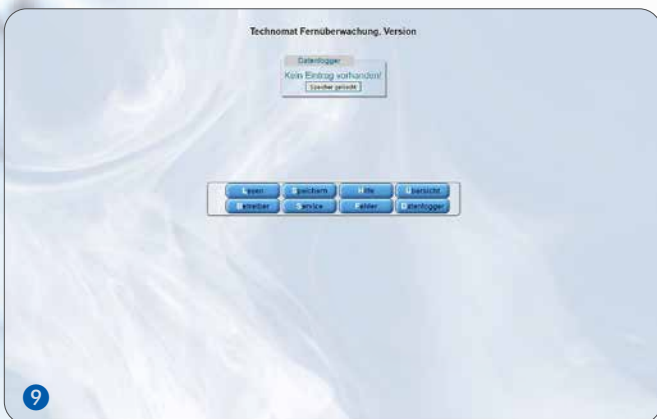 Technomat Fernüberwachung, Version
Datenlogger
Kein Eintrag vorhanden!
Speicher gelöscht
Lesen Speichern Hilfe Übersicht
Betreiber Service Fehler Datenlogger
9